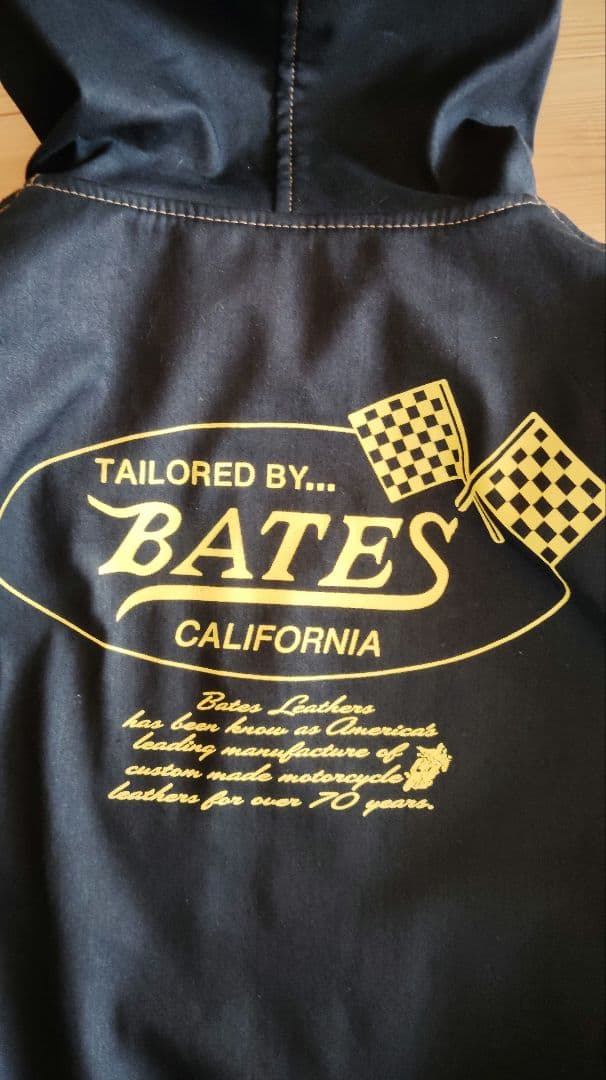 TAILORED BY...
BATES
CALIFORNIA
Bates Leathers
has been know as America's
leading manufacture of
custom made motorcycle
leathers for over 70 years.